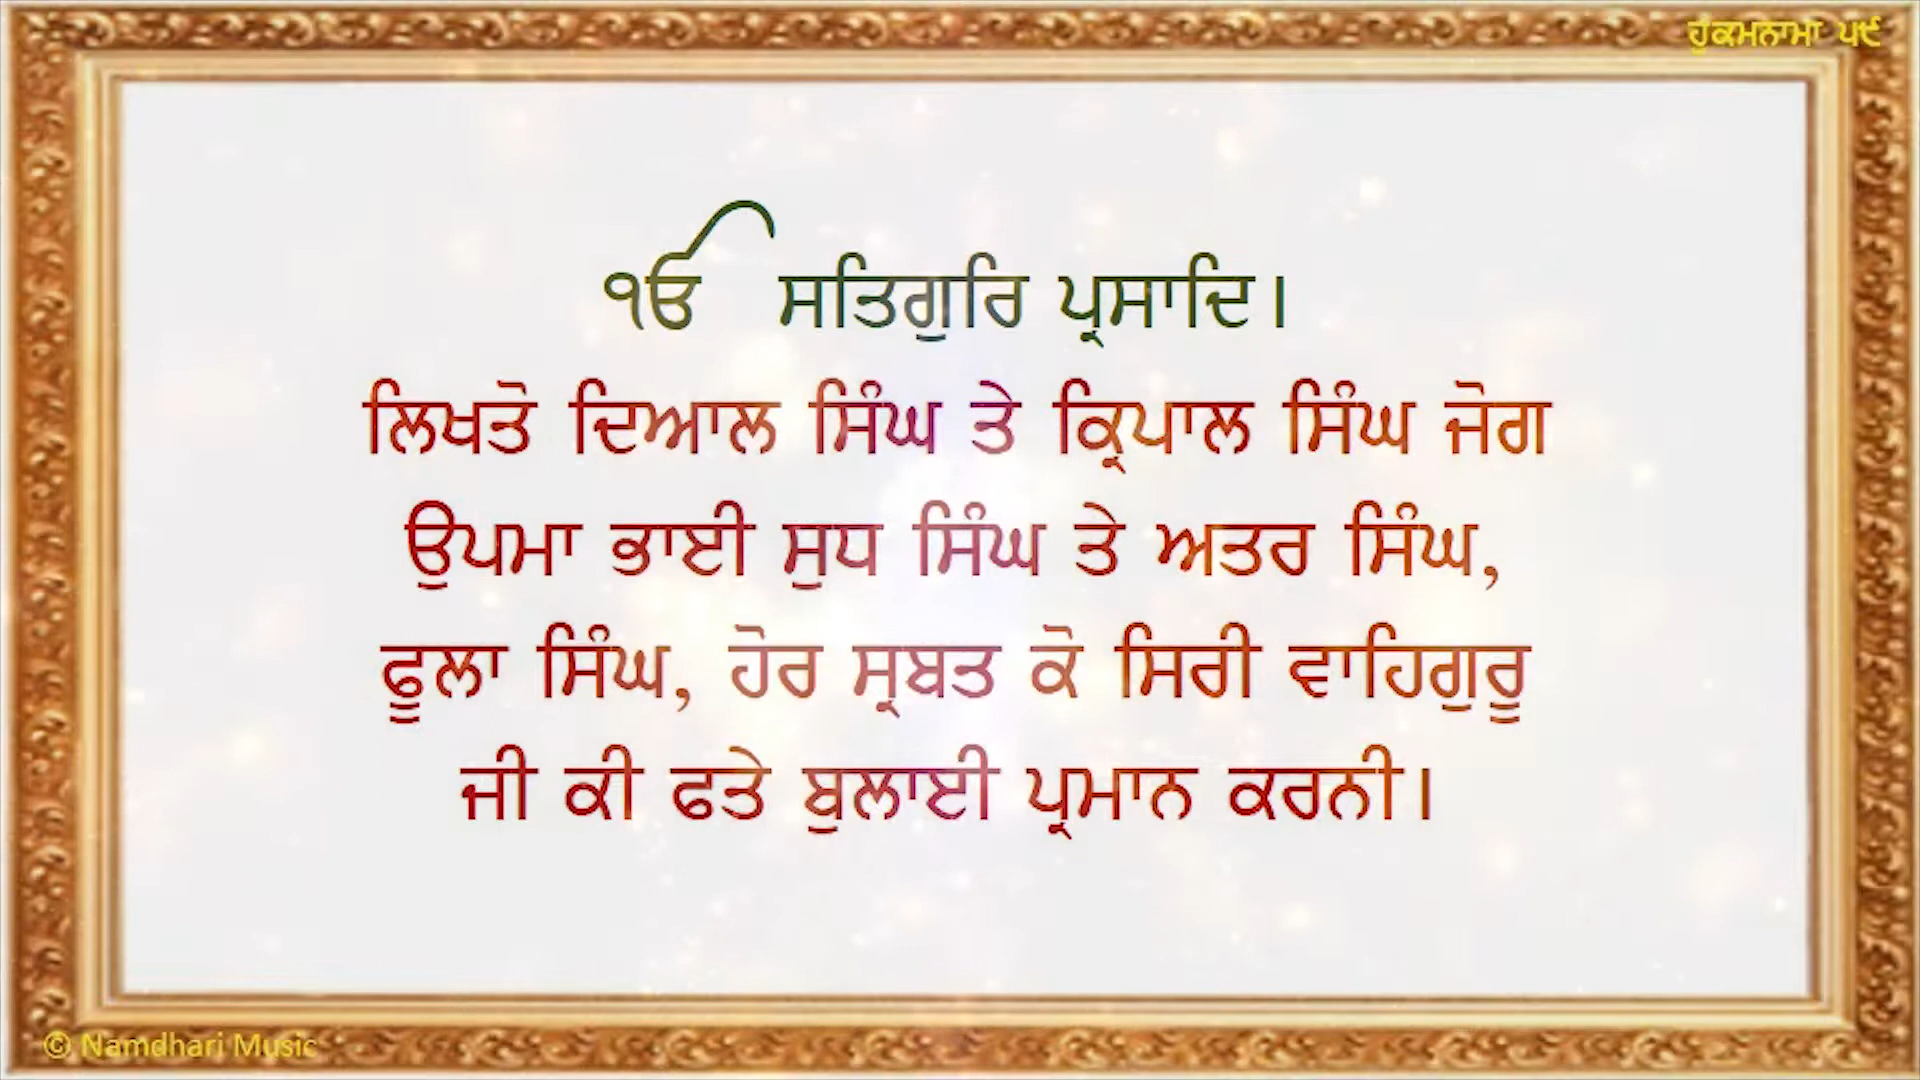 ਹੁਕਮਨਾਮਾ ੫੯
ੴ ਸਤਿਗੁਰਿ ਪ੍ਰਸਾਦਿ।
ਲਿਖਤੋ ਦਿਆਲ ਸਿੰਘ ਤੇ ਕ੍ਰਿਪਾਲ ਸਿੰਘ ਜੋਗ
ਉਪਮਾ ਭਾਈ ਸੁਧ ਸਿੰਘ ਤੇ ਅਤਰ ਸਿੰਘ,
ਫੂਲਾ ਸਿੰਘ, ਹੋਰ ਸ੍ਰਬਤ ਕੋ ਸਿਰੀ ਵਾਹਿਗੁਰੂ
ਜੀ ਕੀ ਫਤੇ ਬੁਲਾਈ ਪ੍ਰਮਾਨ ਕਰਨੀ।
© Namdhari Music